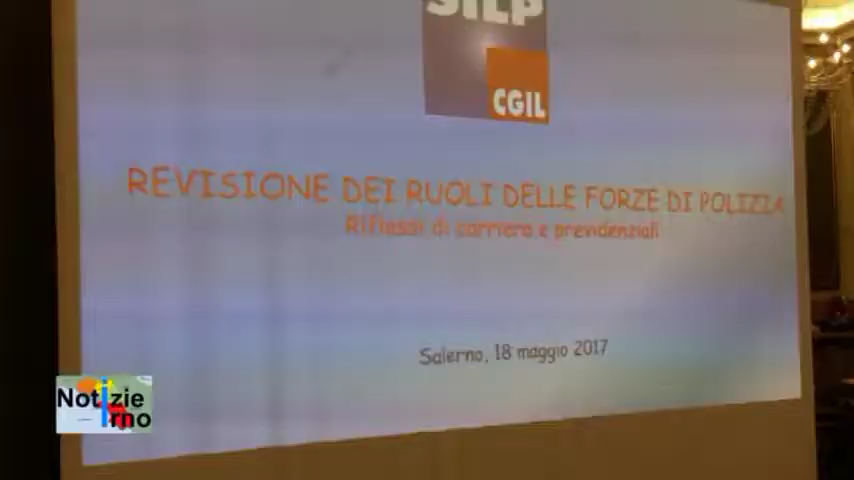 SILP
CGIL
REVISIONE DEI RUOLI DELLE FORZE DI POLIZIA
Riflessi di carriera e previdenziali
Salerno, 18 maggio 2017
Notizie
Irno